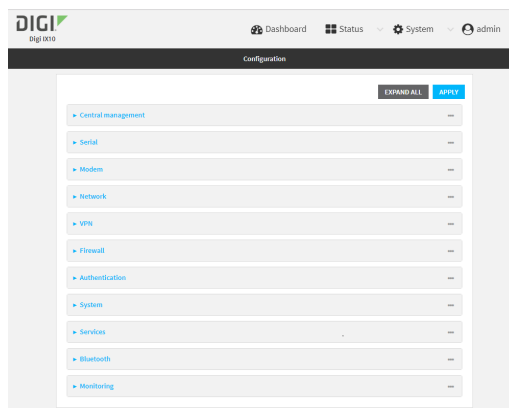 DIGI
Digi IX10
Dashboard
Status
System
admin
Configuration
EXPAND ALL
APPLY
Central management
Serial
Modem
Network
VPN
Firewall
Authentication
System
Services
Bluetooth
Monitoring